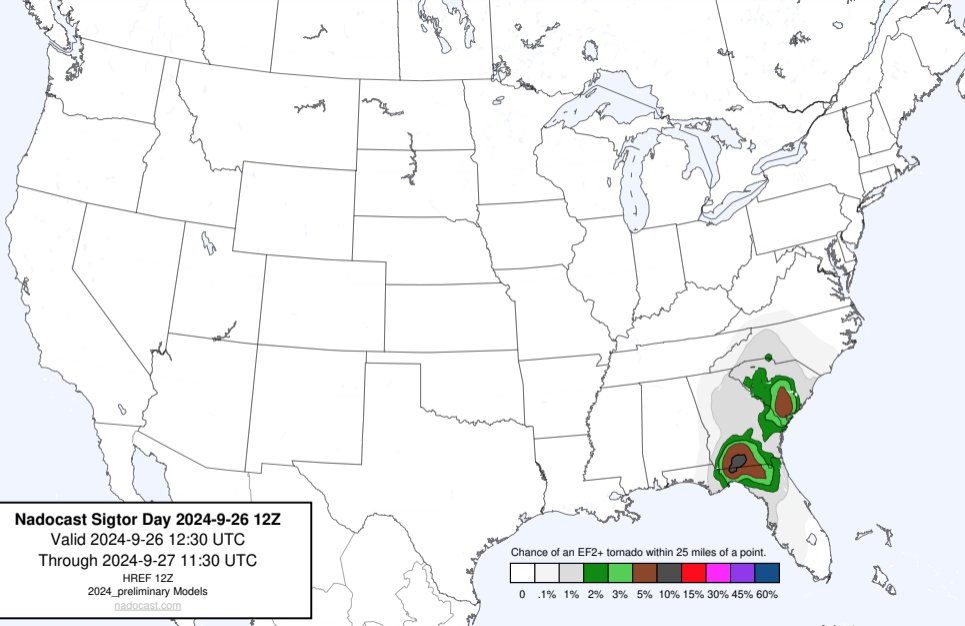 Nadocast Sigtor Day 2024-9-26 12Z
Valid 2024-9-26 12:30 UTC
Through 2024-9-27 11:30 UTC
HREF 12Z
2024_preliminary Models
nadocast.com
Chance of an EF2+ tornado within 25 miles of a point.
0 .1% 1% 2% 3% 5% 10% 15% 30% 45% 60%